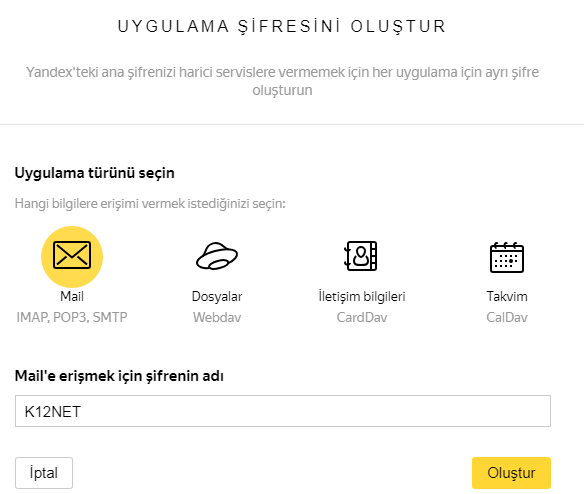 UYGULAMA ŞİFRESİNİ OLUŞTUR
Yandex'teki ana şifrenizi harici servislere vermemek için her uygulama için ayrı şifre
oluşturun
Uygulama türünü seçin
Hangi bilgilere erişimi vermek istediğinizi seçin:
Mail Dosyalar İletişim bilgileri Takvim
IMAP, POP3, SMTP Webdav CardDav CalDav
Mail'e erişmek için şifrenin adı
K12NET
İptal Oluştur